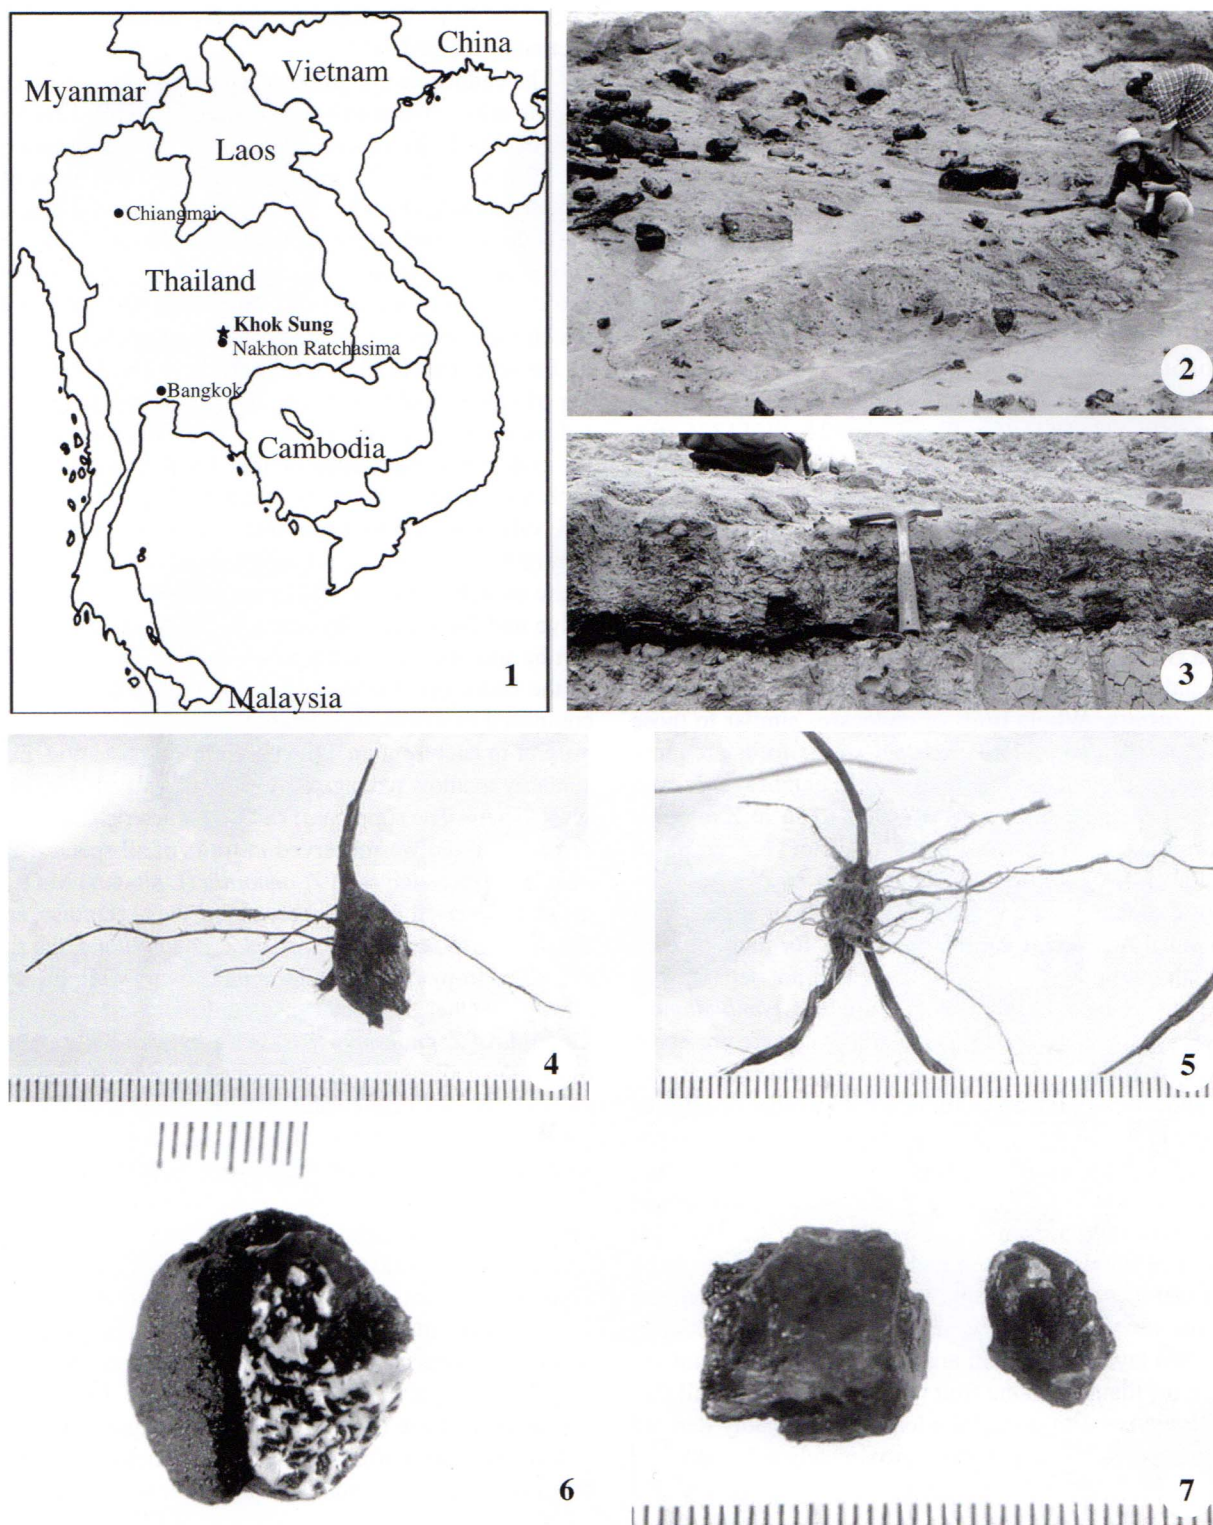 China
Vietnam
Myanmar
Laos
Chiangmai
Thailand
Khok Sung
Nakhon Ratchasima
Bangkok
Cambodia
Malaysia
1
2
3
4
5
6
7